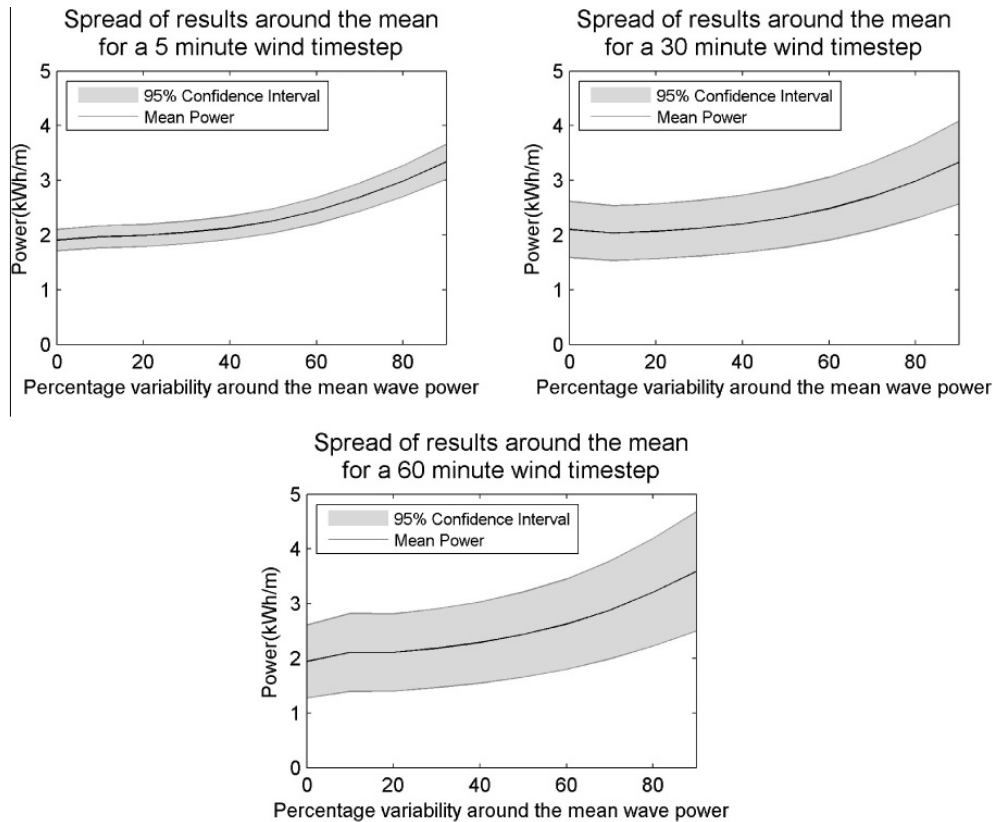 Spread of results around the mean
for a 5 minute wind timestep
5
4
3
2
1
0
Power(kWh/m)
95% Confidence Interval
Mean Power
0 20 40 60 80
Percentage variability around the mean wave power
Spread of results around the mean
for a 30 minute wind timestep
5
4
3
2
1
0
Power(kWh/m)
95% Confidence Interval
Mean Power
0 20 40 60 80
Percentage variability around the mean wave power
Spread of results around the mean
for a 60 minute wind timestep
5
4
3
2
1
0
Power(kWh/m)
95% Confidence Interval
Mean Power
0 20 40 60 80
Percentage variability around the mean wave power